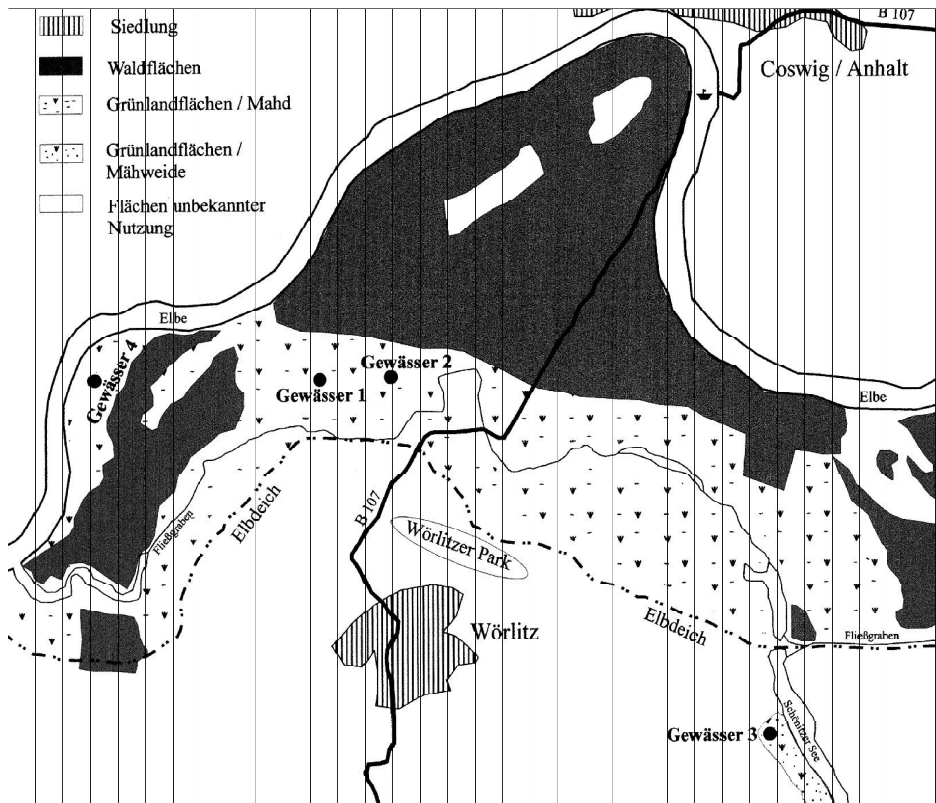 Siedlung
Waldflächen
Grünlandflächen / Mahd
Grünlandflächen /
Mähweide
Flächen unbekannter
Nutzung
B 107
Coswig / Anhalt
Elbe
Gewässer 4
Gewässer 2
Gewässer 1
Elbe
Elbdeich
Fließgraben
B 107
Wörlitzer Park
Wörlitz
Elbdeich
Fließgraben
Schönitzer See
Gewässer 3